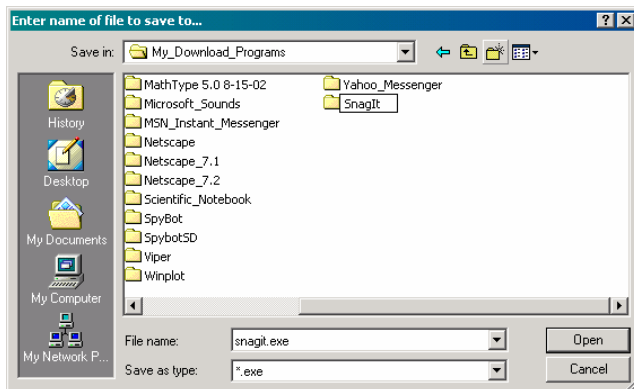 Enter name of file to save to...
Save in: My_Download_Programs
History
Desktop
My Documents
My Computer
My Network P...
MathType 5.0 8-15-02
Microsoft_Sounds
MSN_Instant_Messenger
Netscape
Netscape_7.1
Netscape_7.2
Scientific_Notebook
SpyBot
SpybotSD
Viper
Winplot
Yahoo_Messenger
SnagIt
File name: snagit.exe Open
Save as type: *.exe Cancel